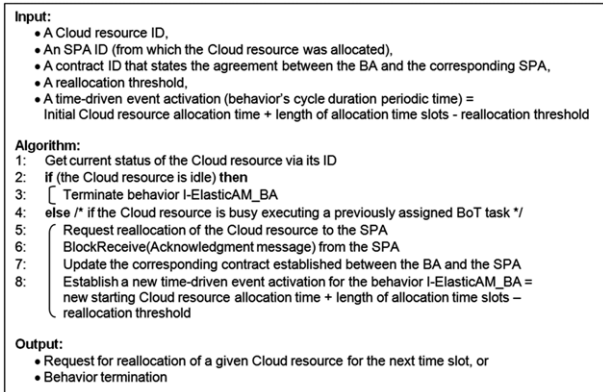 Input:
• A Cloud resource ID,
• An SPA ID (from which the Cloud resource was allocated),
• A contract ID that states the agreement between the BA and the corresponding SPA,
• A reallocation threshold,
• A time-driven event activation (behavior's cycle duration periodic time) =
Initial Cloud resource allocation time + length of allocation time slots - reallocation threshold
Algorithm:
1: Get current status of the Cloud resource via its ID
2: if (the Cloud resource is idle) then
3: Terminate behavior I-ElasticAM_BA
4: else /* if the Cloud resource is busy executing a previously assigned BoT task */
5: Request reallocation of the Cloud resource to the SPA
6: BlockReceive(Acknowledgment message) from the SPA
7: Update the corresponding contract established between the BA and the SPA
8: Establish a new time-driven event activation for the behavior I-ElasticAM_BA =
new starting Cloud resource allocation time + length of allocation time slots –
reallocation threshold
Output:
• Request for reallocation of a given Cloud resource for the next time slot, or
• Behavior termination